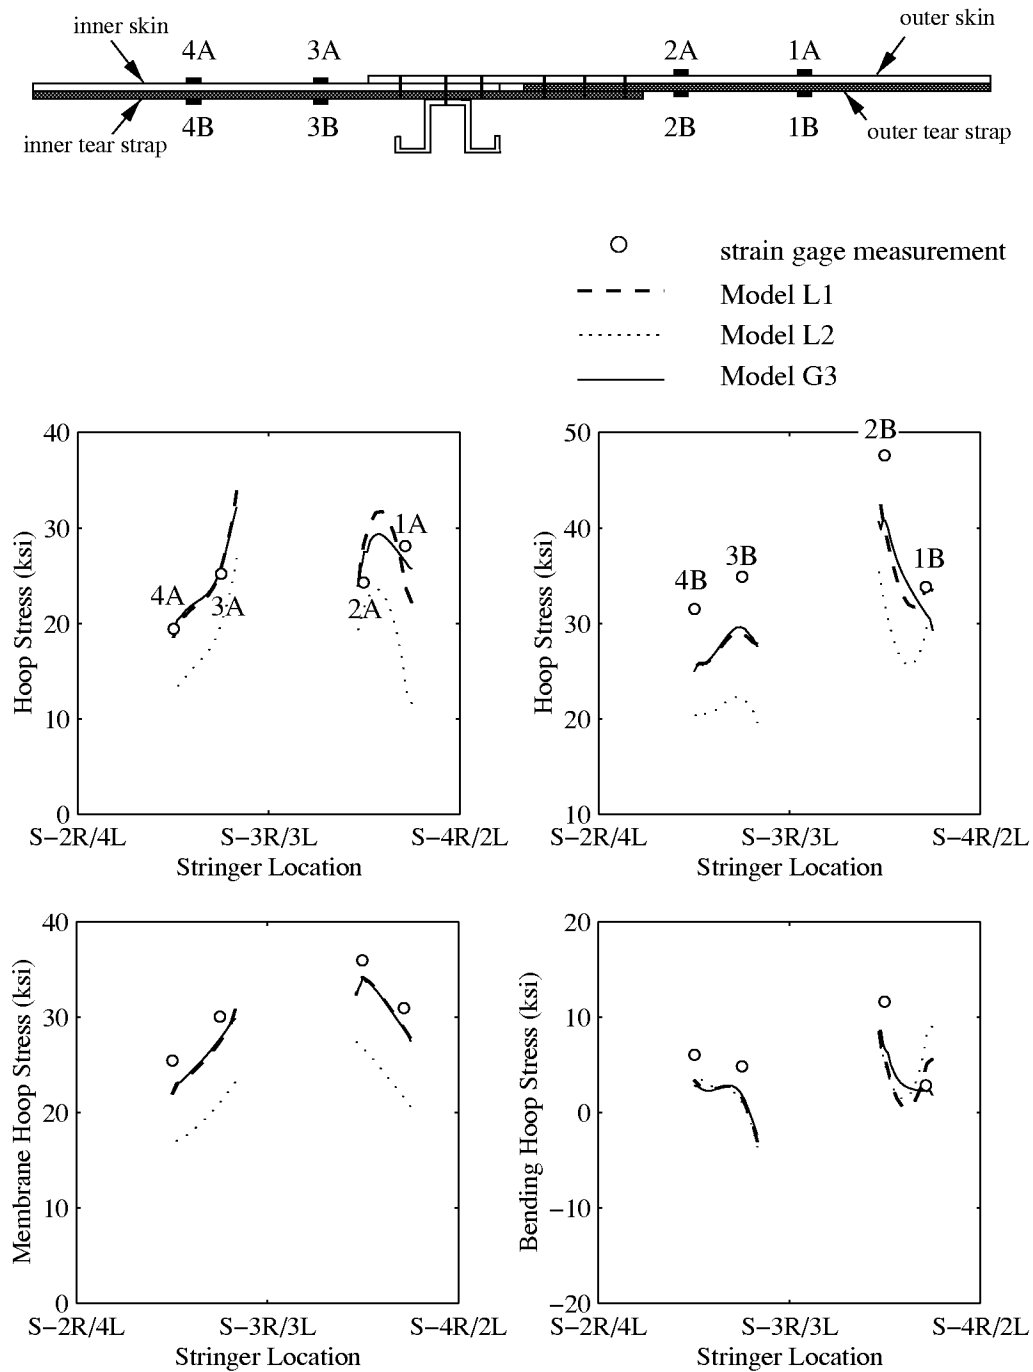 inner skin
outer skin
4A
3A
2A
1A
4B
3B
2B
1B
inner tear strap
outer tear strap
strain gage measurement
Model L1
Model L2
Model G3
40
30
20
10
0
Hoop Stress (ksi)
4A
3A
2A
1A
S−2R/4L
S−3R/3L
S−4R/2L
Stringer Location
50
40
30
20
10
Hoop Stress (ksi)
4B
3B
2B
1B
S−2R/4L
S−3R/3L
S−4R/2L
Stringer Location
40
30
20
10
0
Membrane Hoop Stress (ksi)
S−2R/4L
S−3R/3L
S−4R/2L
Stringer Location
20
10
0
−10
−20
Bending Hoop Stress (ksi)
S−2R/4L
S−3R/3L
S−4R/2L
Stringer Location